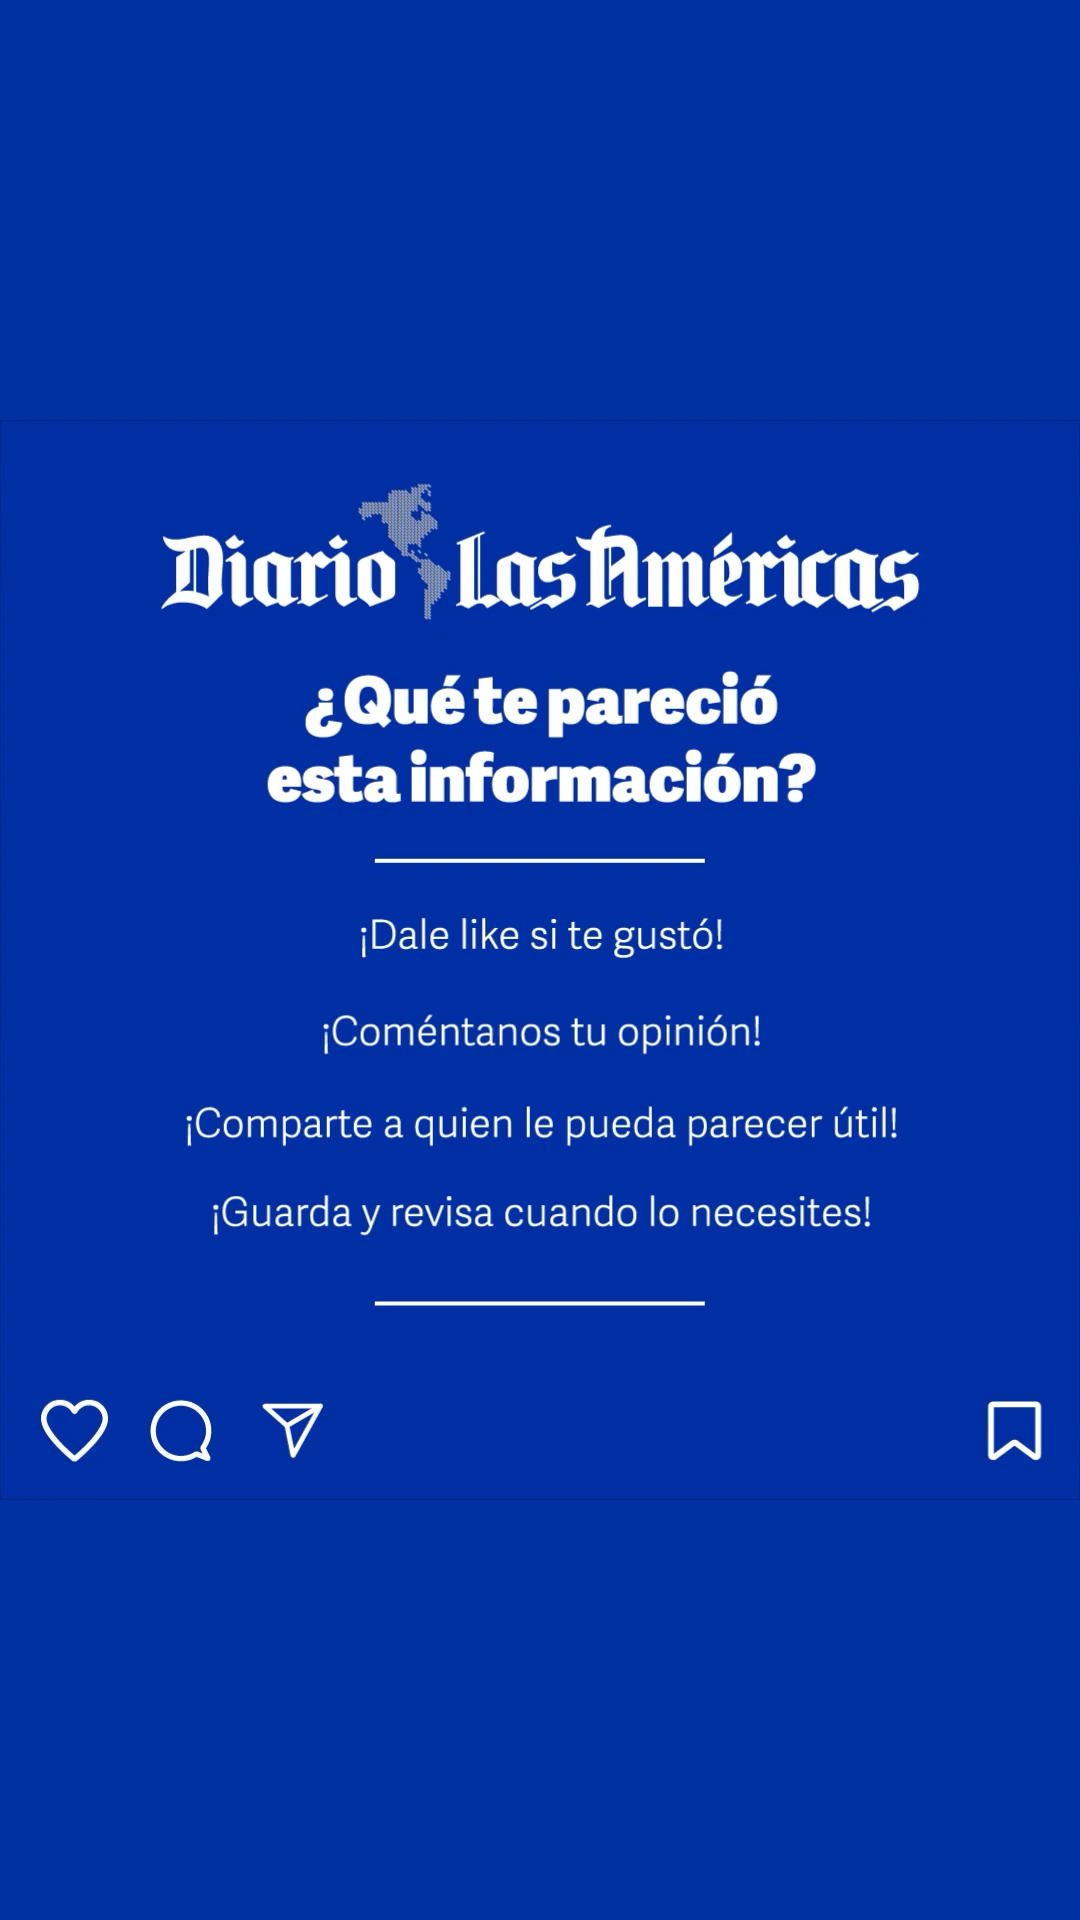 Diario Las Américas
¿Qué te pareció
esta información?
¡Dale like si te gustó!
¡Coméntanos tu opinión!
¡Comparte a quien le pueda parecer útil!
¡Guarda y revisa cuando lo necesites!